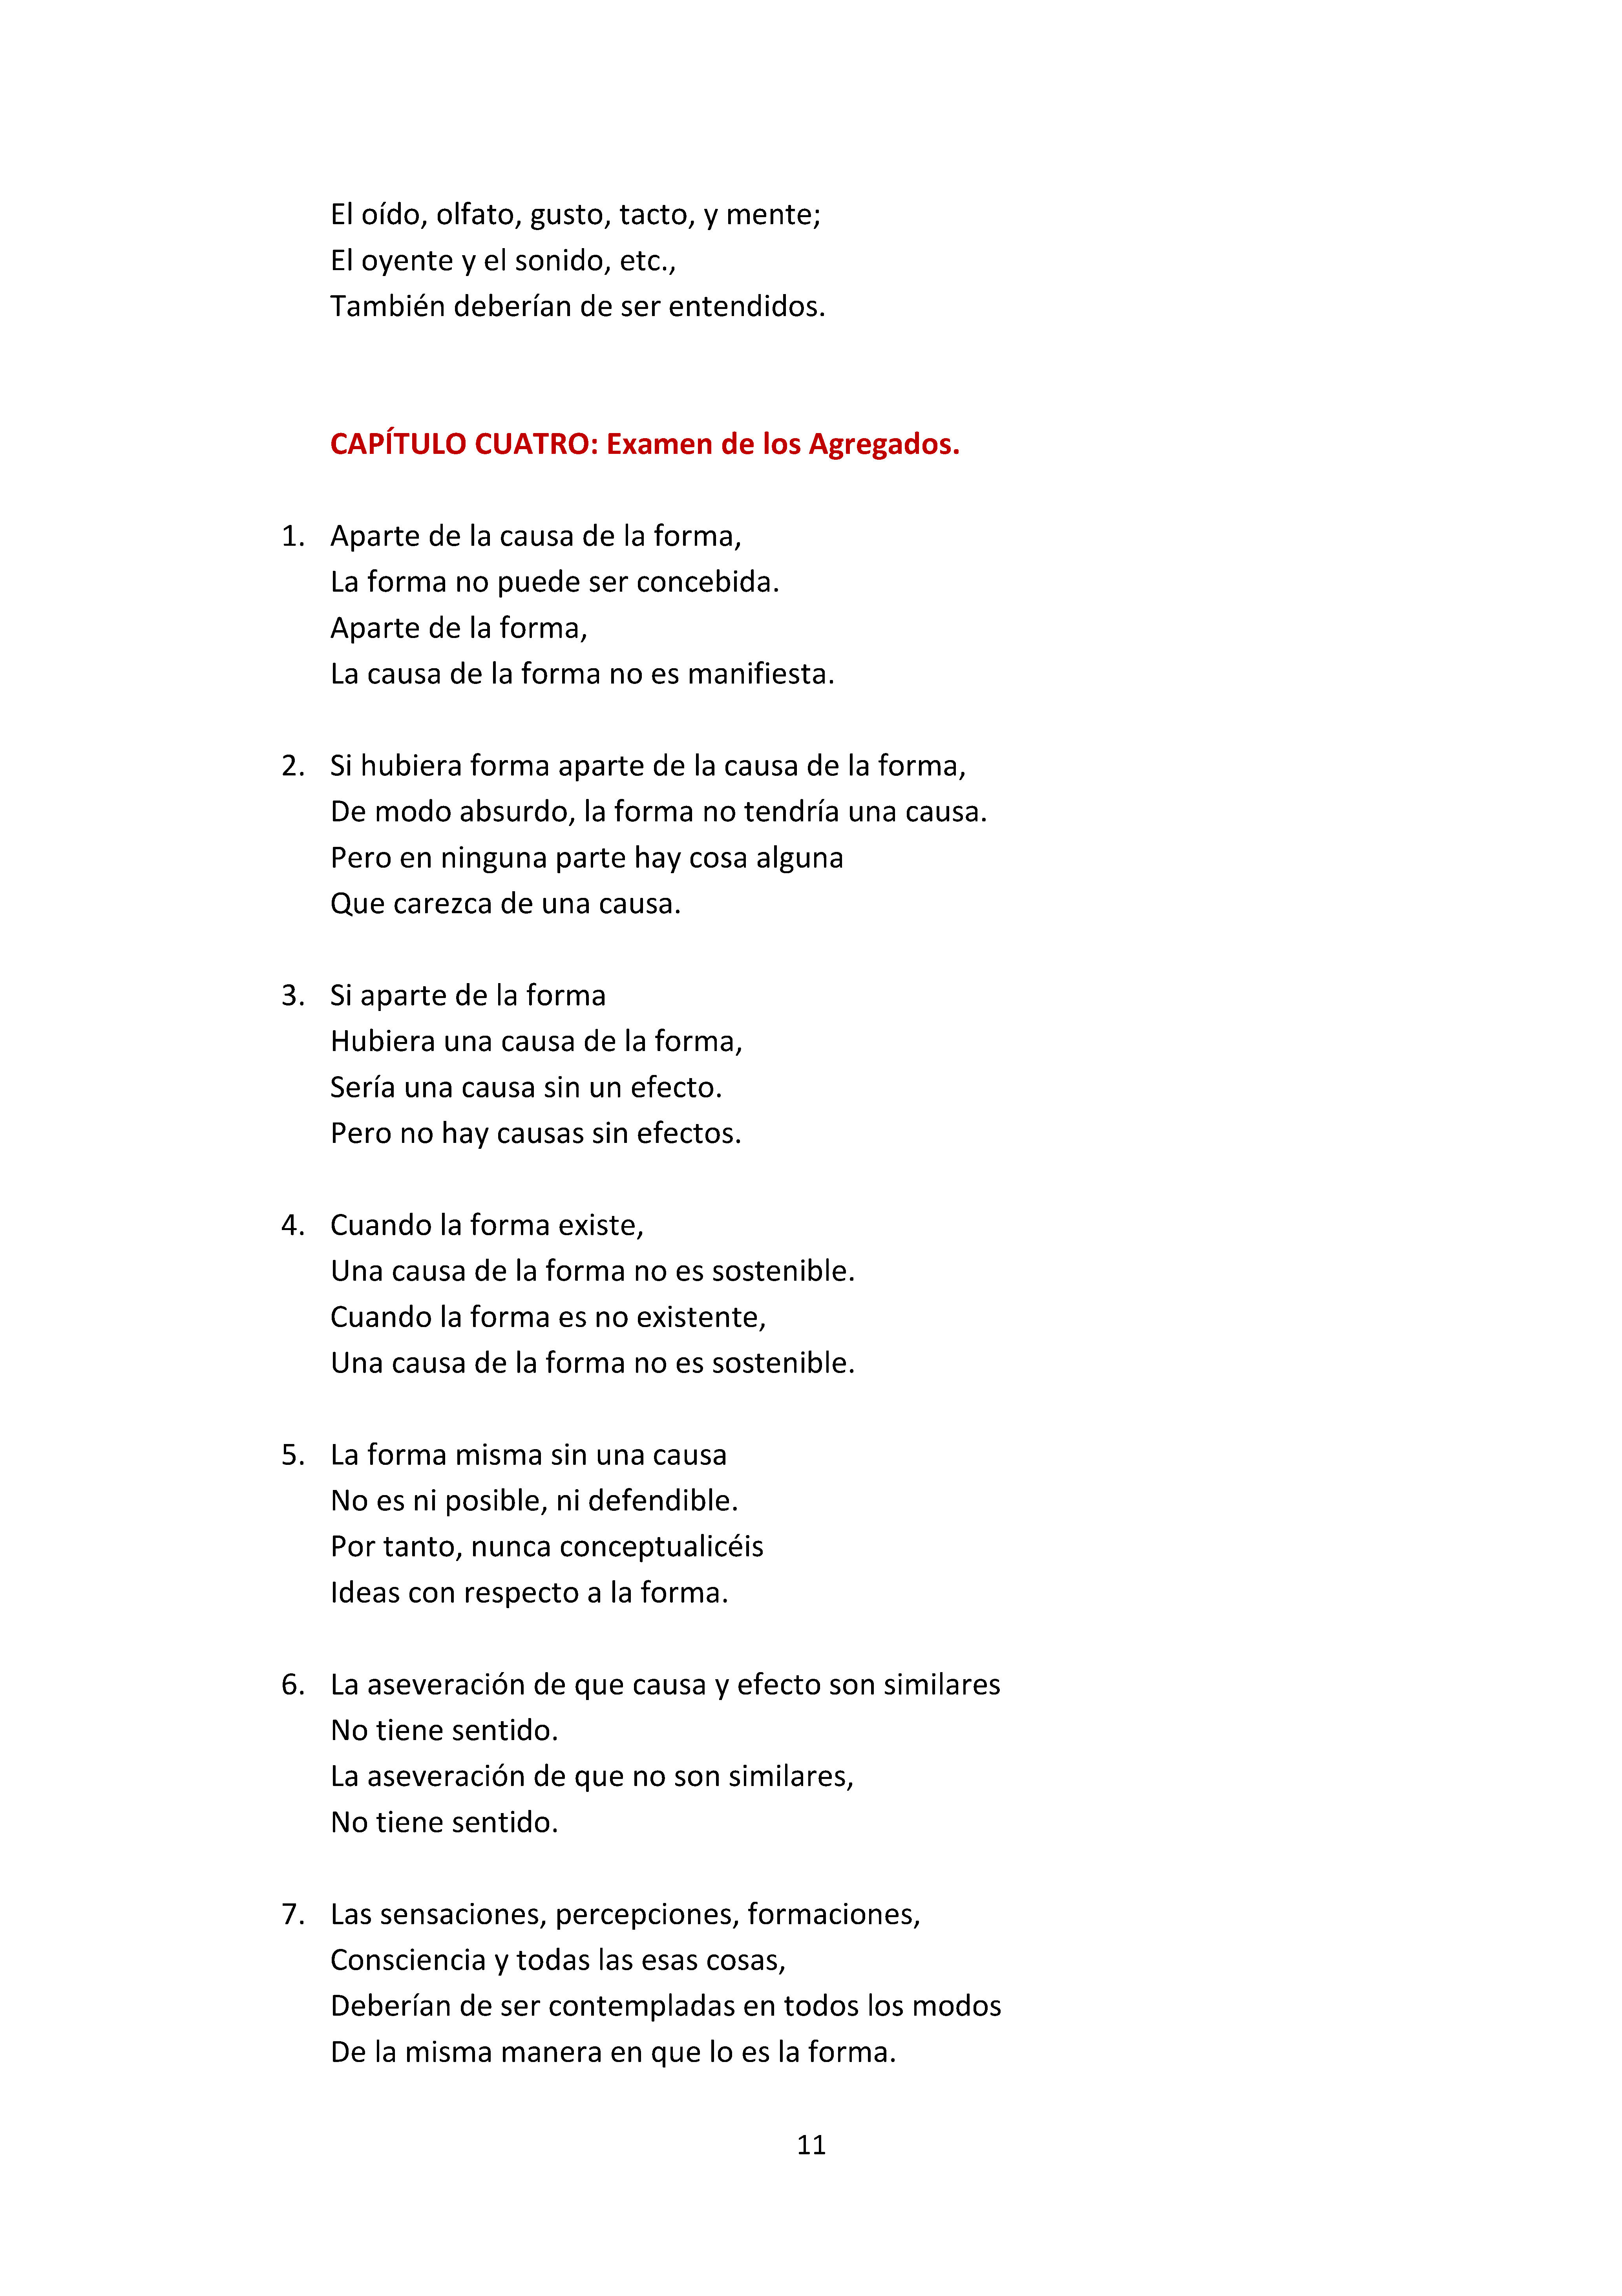 El oído, olfato, gusto, tacto, y mente;
El oyente y el sonido, etc.,
También deberían de ser entendidos.
CAPÍTULO CUATRO: Examen de los Agregados.
1. Aparte de la causa de la forma,
La forma no puede ser concebida.
Aparte de la forma,
La causa de la forma no es manifiesta.
2. Si hubiera forma aparte de la causa de la forma,
De modo absurdo, la forma no tendría una causa.
Pero en ninguna parte hay cosa alguna
Que carezca de una causa.
3. Si aparte de la forma
Hubiera una causa de la forma,
Sería una causa sin un efecto.
Pero no hay causas sin efectos.
4. Cuando la forma existe,
Una causa de la forma no es sostenible.
Cuando la forma es no existente,
Una causa de la forma no es sostenible.
5. La forma misma sin una causa
No es ni posible, ni defendible.
Por tanto, nunca conceptualicéis
Ideas con respecto a la forma.
6. La aseveración de que causa y efecto son similares
No tiene sentido.
La aseveración de que no son similares,
No tiene sentido.
7. Las sensaciones, percepciones, formaciones,
Consciencia y todas las esas cosas,
Deberían de ser contempladas en todos los modos
De la misma manera en que lo es la forma.
11